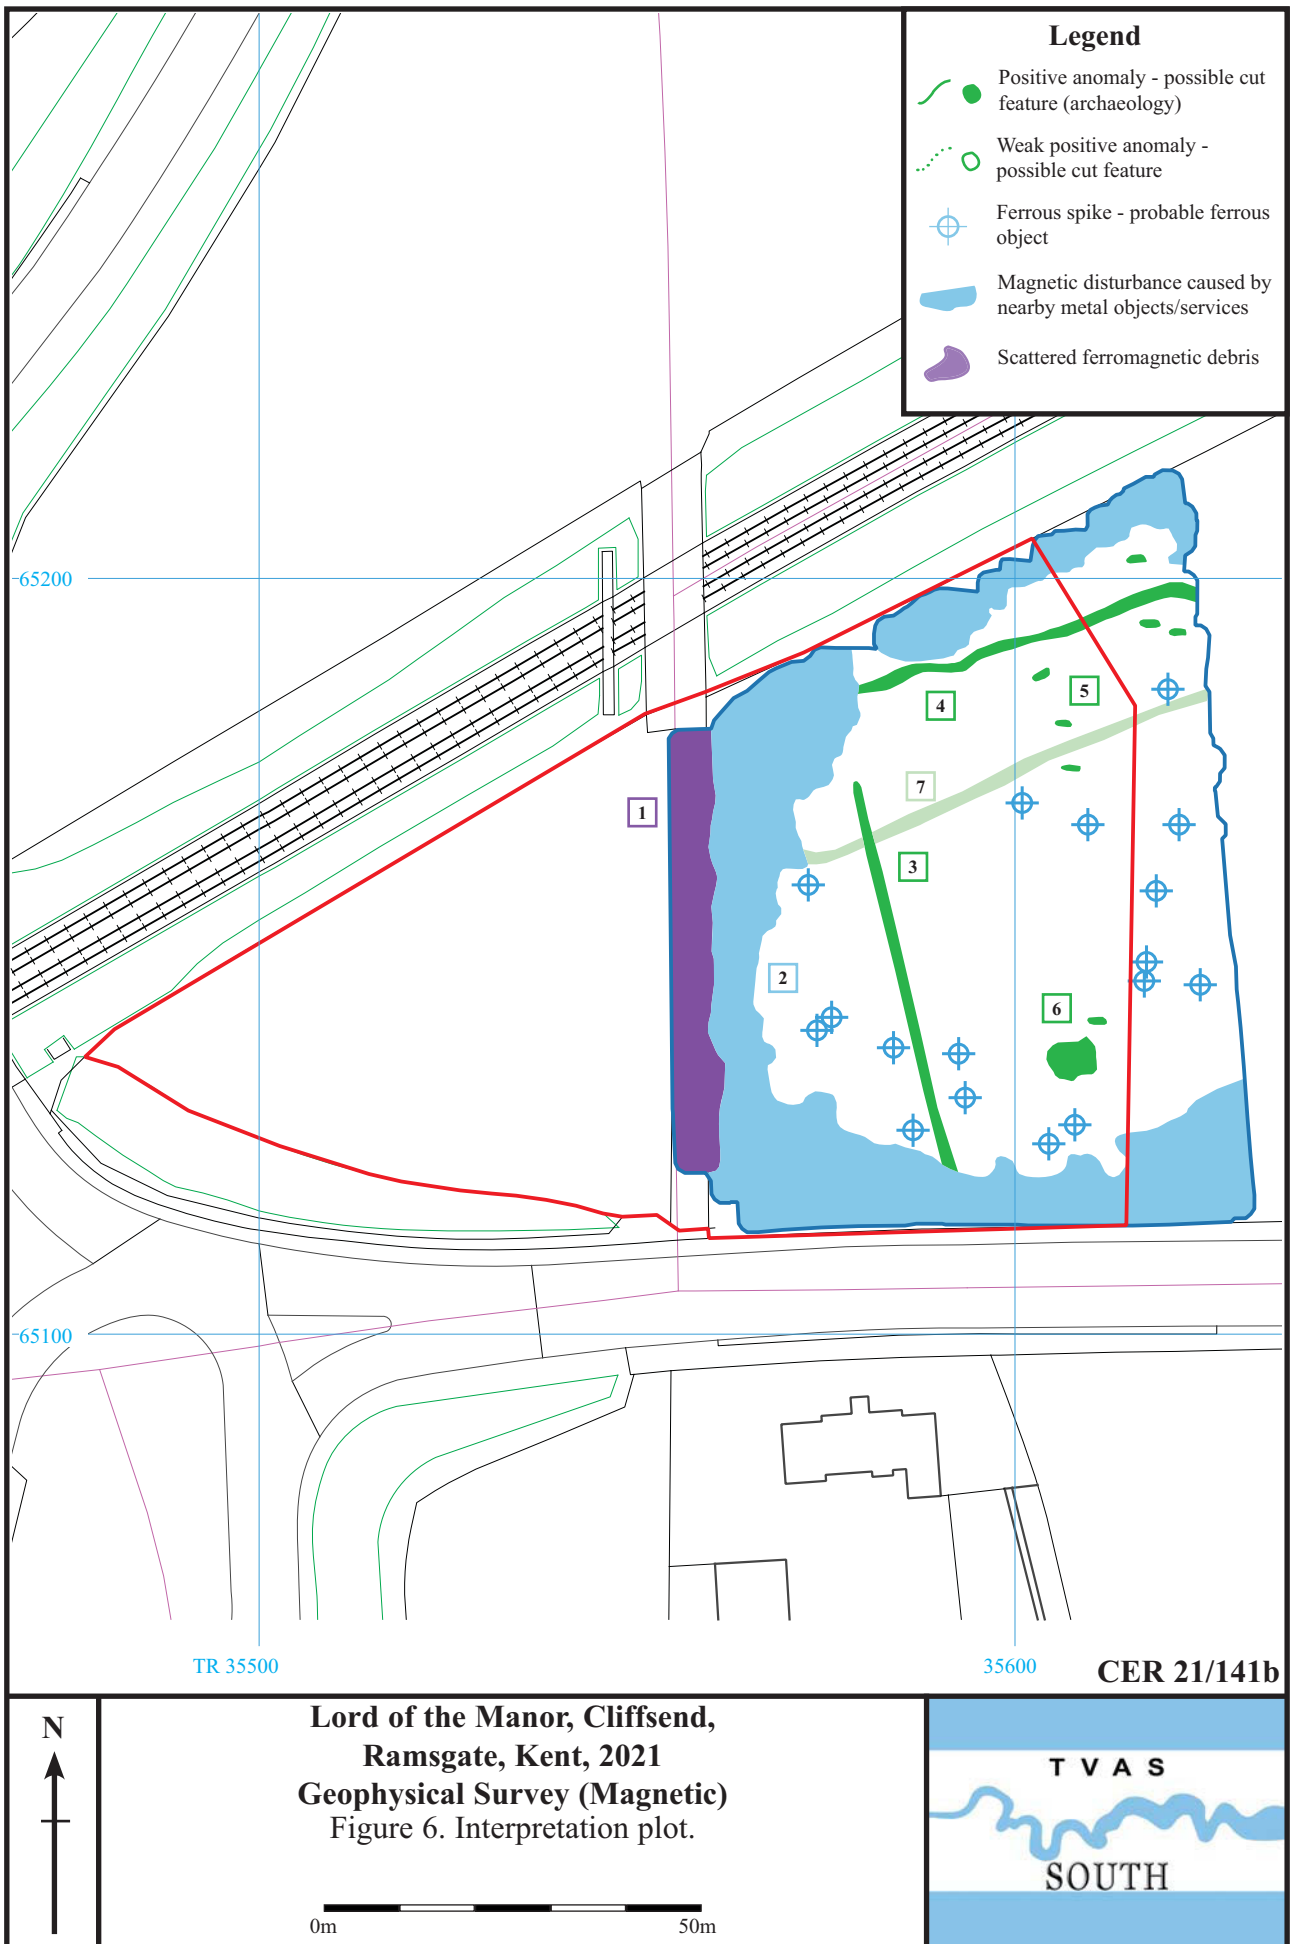 Legend
Positive anomaly - possible cut
feature (archaeology)
Weak positive anomaly -
possible cut feature
Ferrous spike - probable ferrous
object
Magnetic disturbance caused by
nearby metal objects/services
Scattered ferromagnetic debris
65200
4
5
7
1
3
2
6
65100
TR 35500
35600
CER 21/141b
N
Lord of the Manor, Cliffsend,
Ramsgate, Kent, 2021
Geophysical Survey (Magnetic)
Figure 6. Interpretation plot.
0m
50m
TVAS
SOUTH